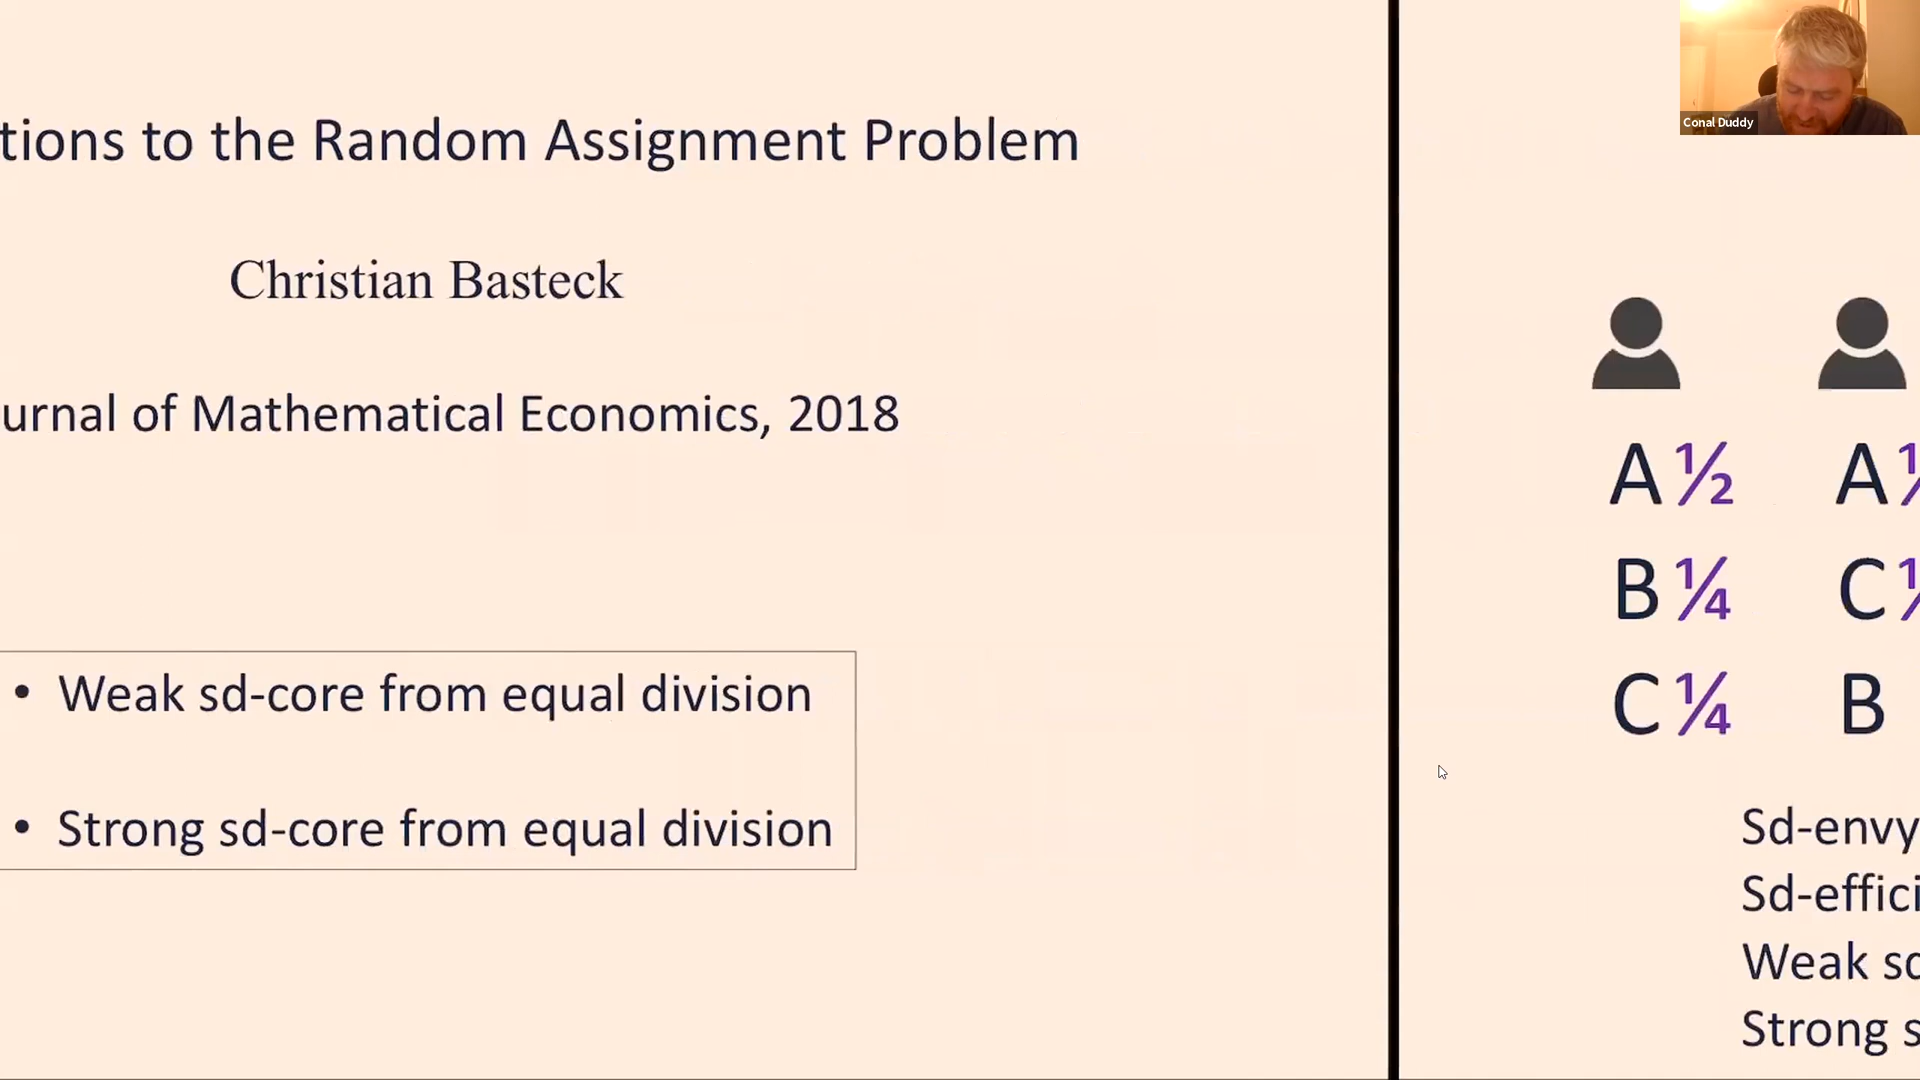 tions to the Random Assignment Problem
Christian Basteck
urnal of Mathematical Economics, 2018
• Weak sd-core from equal division
• Strong sd-core from equal division
Conal Duddy
A ½ A
B ¼ C
C ¼ B
Sd-envy
Sd-effici
Weak sd
Strong s